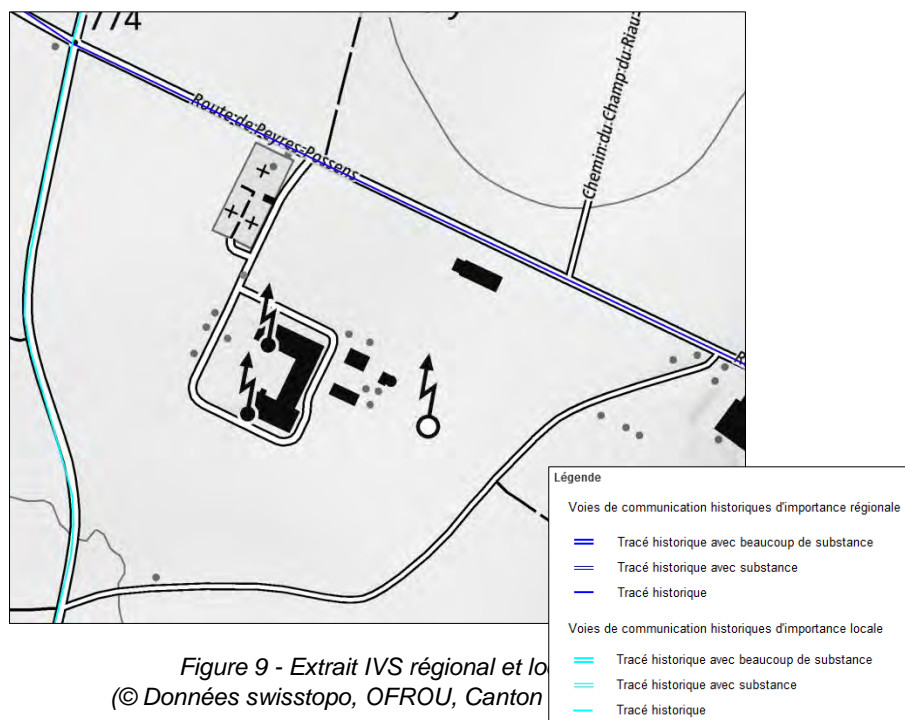 774
Route de Peyres-Possens
Chemin du Champ du Riau-
Légende
Voies de communication historiques d'importance régionale
Tracé historique avec beaucoup de substance
Tracé historique avec substance
Tracé historique
Voies de communication historiques d'importance locale
Tracé historique avec beaucoup de substance
Tracé historique avec substance
Tracé historique
Figure 9 - Extrait IVS régional et lo
(© Données swisstopo, OFROU, Canton